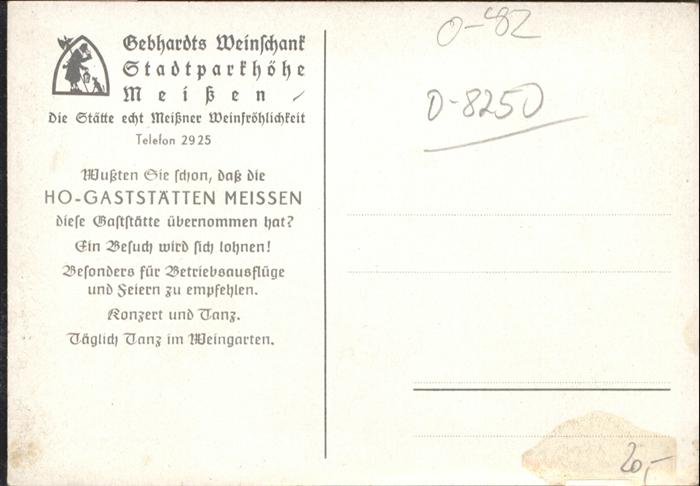 Gebhardts Weinschank
Stadtparkhöhe
Meißen
die Stätte echt Meißner Weinfröhlichkeit
Telefon 2925
Wußten Sie schon, daß die
HO-GASTSTÄTTEN MEISSEN
diese Gaststätte übernommen hat?
Ein Besuch wird sich lohnen!
Besonders für Betriebsausflüge
und Feiern zu empfehlen.
Konzert und Tanz.
Täglich Tanz im Weingarten.
O-82
O-8250
20,-